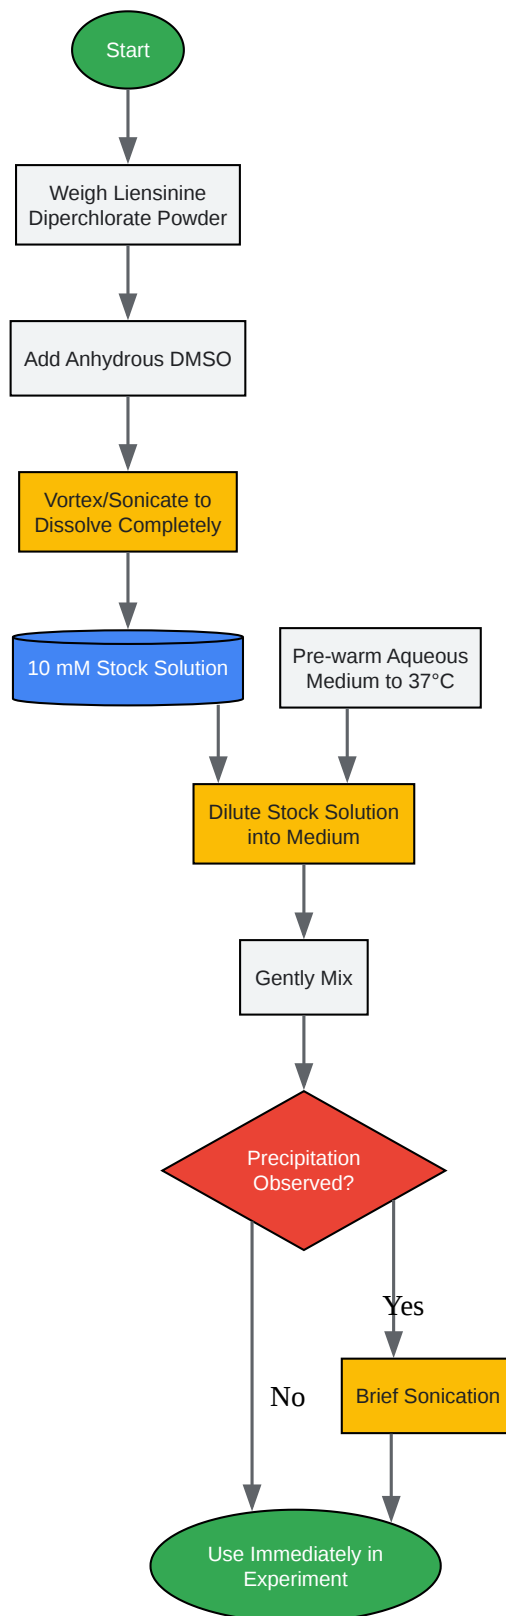 Start
Weigh Liensinine
Diperchlorate Powder
Add Anhydrous DMSO
Vortex/Sonicate to
Dissolve Completely
10 mM Stock Solution
Pre-warm Aqueous
Medium to 37°C
Dilute Stock Solution
into Medium
Gently Mix
Precipitation
Observed?
Yes
No
Brief Sonication
Use Immediately in
Experiment